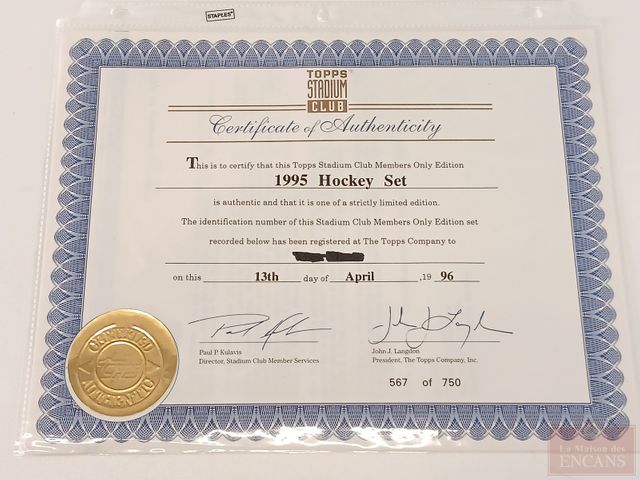 STAPLES
TOPPS
STADIUM
CLUB
Certificate of Authenticity
This is to certify that this Topps Stadium Club Members Only Edition
1995 Hockey Set
is authentic and that it is one of a strictly limited edition.
The identification number of this Stadium Club Members Only Edition set
recorded below has been registered at The Topps Company to
on this 13th day of April ,19 96
Paul P. Kulavis
Director, Stadium Club Member Services
John J. Langdon
President, The Topps Company, Inc.
567 of 750
CERTIFIED
AUTHENTIC
La Maison des
ENCANS